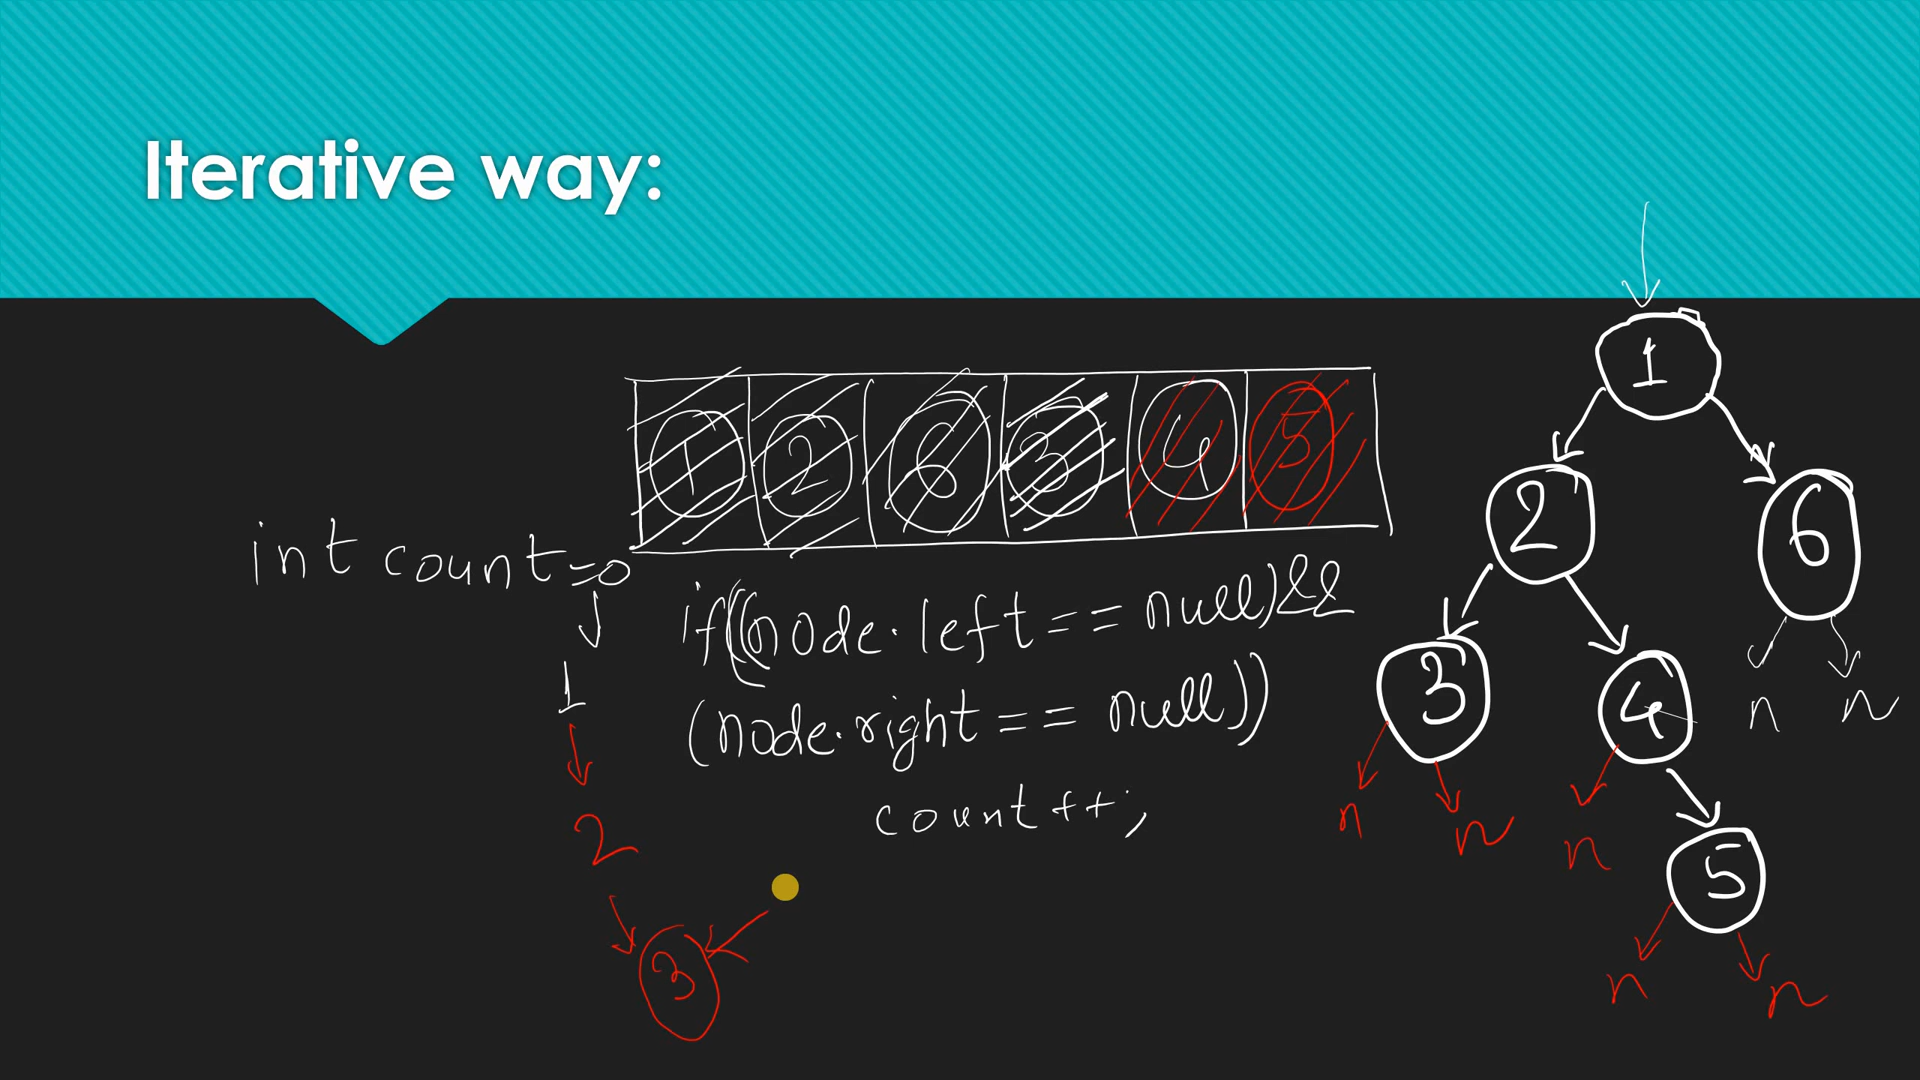 Iterative way:
1 2 6 3 4 5
int count=0
if((node.left == null)&&
(node.right == null))
count++;
1
2
3
1
2
6
3
4
n n
n n
n
5
n n